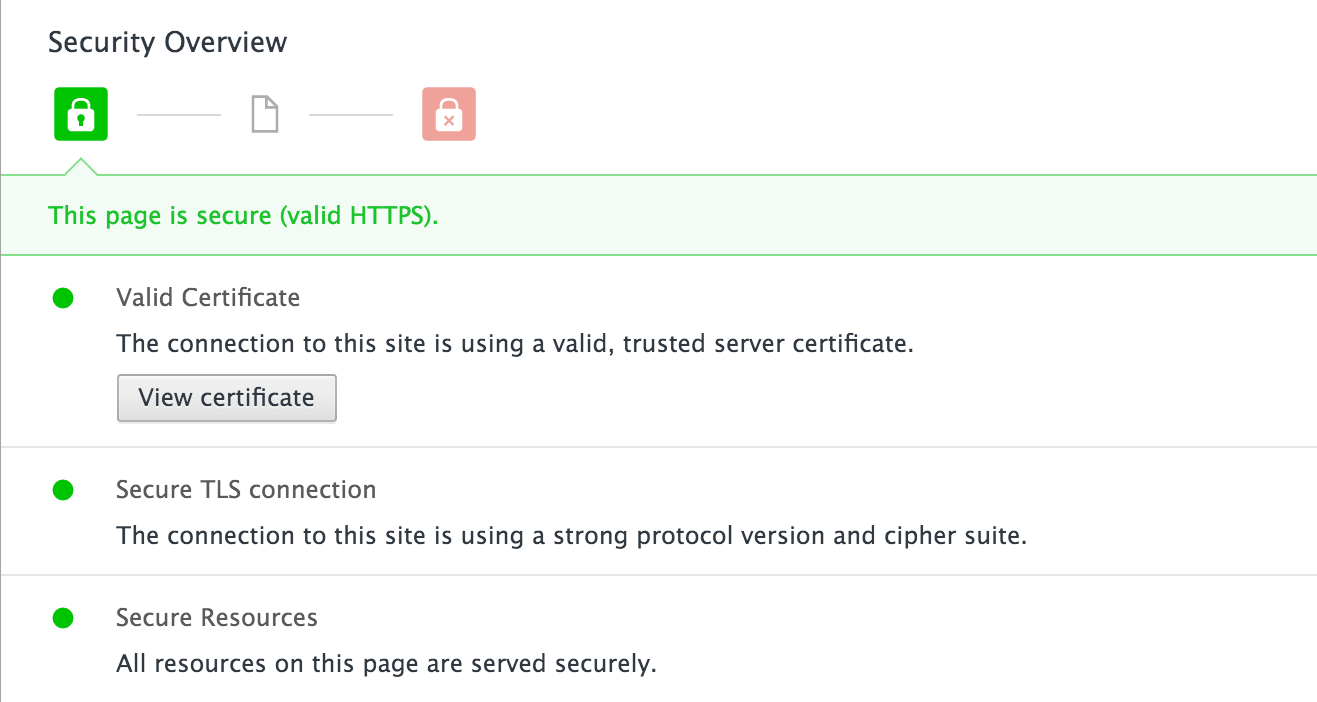 Security Overview
This page is secure (valid HTTPS).
Valid Certificate
The connection to this site is using a valid, trusted server certificate.
View certificate
Secure TLS connection
The connection to this site is using a strong protocol version and cipher suite.
Secure Resources
All resources on this page are served securely.